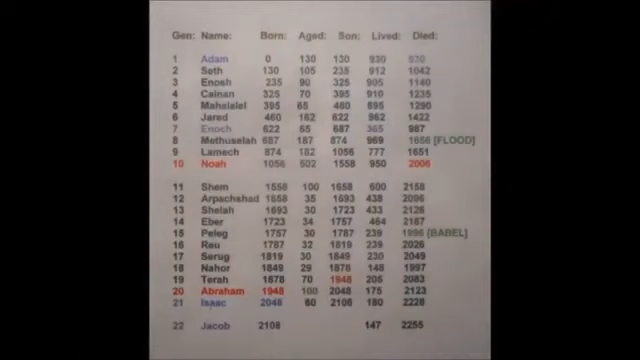 Gen: Name: Born: Aged: Son: Lived: Died:
1 Adam 0 130 130 930 930
2 Seth 130 105 235 912 1042
3 Enosh 235 90 325 905 1140
4 Cainan 325 70 395 910 1235
5 Mahalalel 395 65 460 895 1290
6 Jared 460 162 622 962 1422
7 Enoch 622 65 687 365 987
8 Methuselah 687 187 874 969 1656 [FLOOD]
9 Lamech 874 182 1056 777 1651
10 Noah 1056 502 1558 950 2006
11 Shem 1558 100 1658 600 2158
12 Arpachshad 1658 35 1693 438 2096
13 Shelah 1693 30 1723 433 2126
14 Eber 1723 34 1757 464 2187
15 Peleg 1757 30 1787 239 1996 [BABEL]
16 Reu 1787 32 1819 239 2026
17 Serug 1819 30 1849 230 2049
18 Nahor 1849 29 1878 148 1997
19 Terah 1878 70 1948 205 2083
20 Abraham 1948 100 2048 175 2123
21 Isaac 2048 60 2108 180 2228
22 Jacob 2108 147 2255